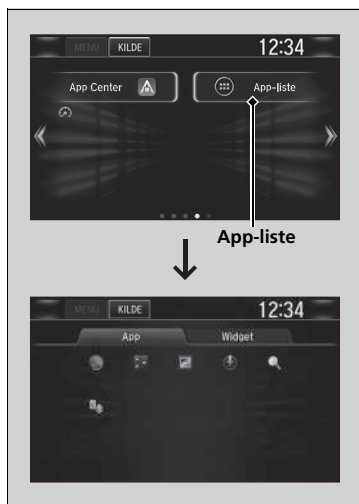 MENU KILDE 12:34
App Center App-liste
App-liste
MENU KILDE 12:34
App Widget